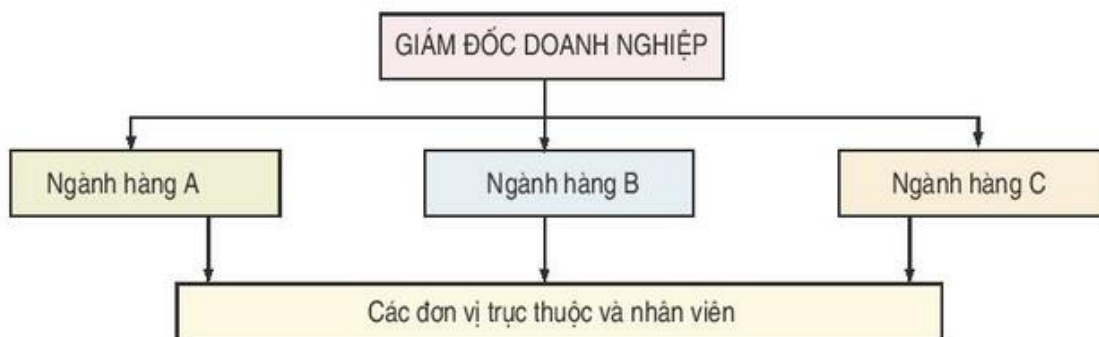 GIÁM ĐỐC DOANH NGHIỆP
Ngành hàng A
Ngành hàng B
Ngành hàng C
Các đơn vị trực thuộc và nhân viên